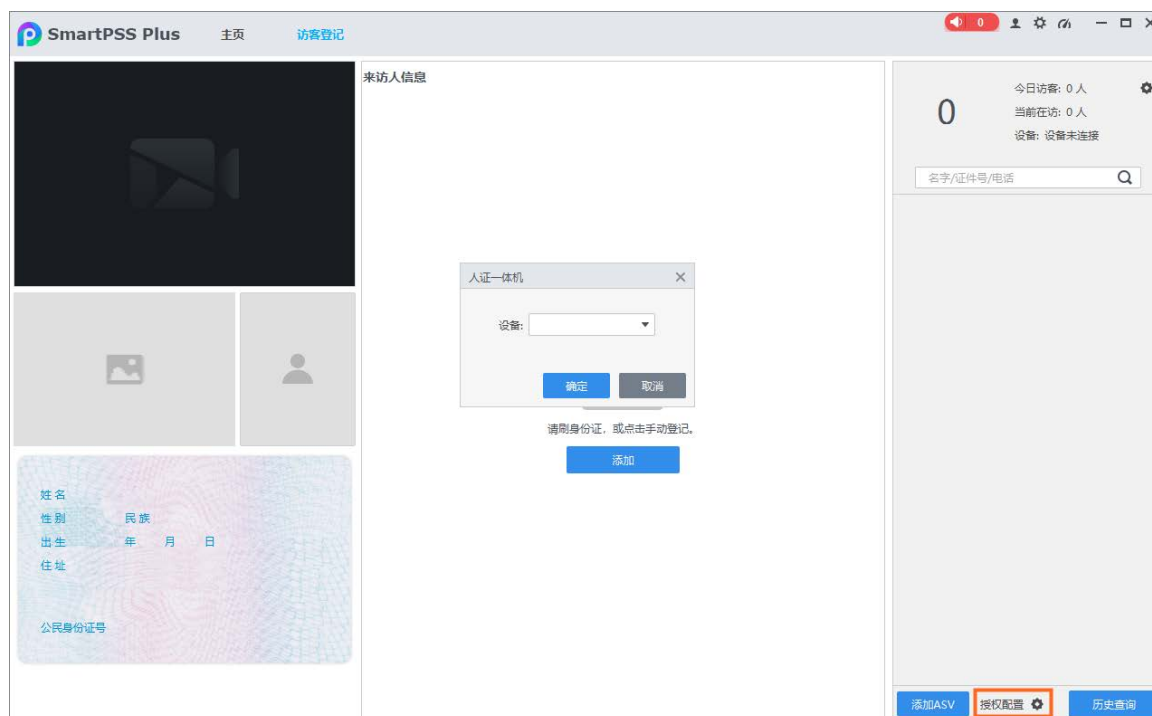 SmartPSS Plus 主页 访客登记 0
来访人信息
0
今日访客: 0 人
当前在访: 0 人
设备: 设备未连接
名字/证件号/电话
人证一体机
设备:
确定 取消
请刷身份证，或点击手动登记。
添加
姓名
性别 民族
出生 年 月 日
住址
公民身份证号
添加ASV 授权配置 历史查询